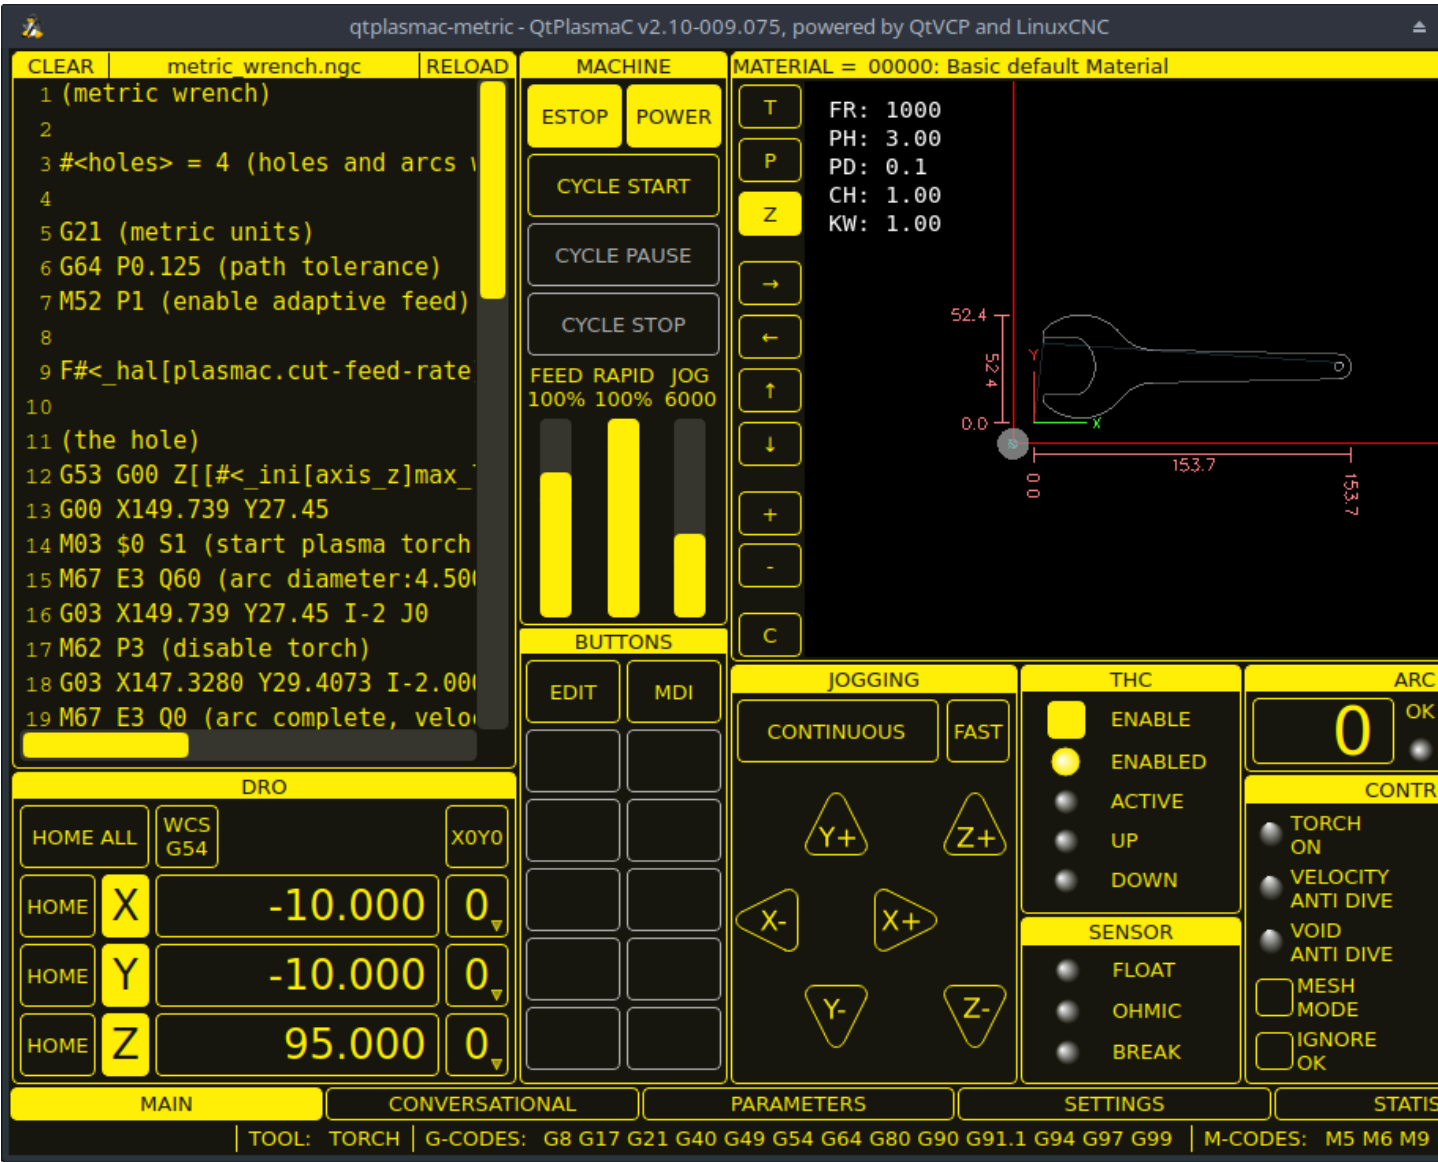 qtplasmac-metric - QtPlasmaC v2.10-009.075, powered by QtVCP and LinuxCNC
CLEAR metric_wrench.ngc RELOAD
1 (metric wrench)
2
3 #<holes> = 4 (holes and arcs
4
5 G21 (metric units)
6 G64 P0.125 (path tolerance)
7 M52 P1 (enable adaptive feed)
8
9 F#<_hal[plasmac.cut-feed-rate
10
11 (the hole)
12 G53 G00 Z[[#<_ini[axis_z]max_
13 G00 X149.739 Y27.45
14 M03 $0 S1 (start plasma torch
15 M67 E3 Q60 (arc diameter:4.50
16 G03 X149.739 Y27.45 I-2 J0
17 M62 P3 (disable torch)
18 G03 X147.3280 Y29.4073 I-2.00
19 M67 E3 Q0 (arc complete, velo
DRO
HOME ALL
WCS
G54
X0Y0
HOME X -10.000 0
HOME Y -10.000 0
HOME Z 95.000 0
MACHINE
ESTOP POWER
CYCLE START
CYCLE PAUSE
CYCLE STOP
FEED RAPID JOG
100% 100% 6000
BUTTONS
EDIT MDI
MATERIAL = 00000: Basic default Material
T
P
Z
→
←
↑
↓
+
-
C
FR: 1000
PH: 3.00
PD: 0.1
CH: 1.00
KW: 1.00
52.4
52.4
0.0
Y
X
153.7
0.0
153.7
JOGGING
CONTINUOUS FAST
Y+ Z+
X- X+
Y- Z-
THC
ENABLE
ENABLED
ACTIVE
UP
DOWN
SENSOR
FLOAT
OHMIC
BREAK
ARC
0
OK
CONTR
TORCH
ON
VELOCITY
ANTI DIVE
VOID
ANTI DIVE
MESH
MODE
IGNORE
OK
MAIN CONVERSATIONAL PARAMETERS SETTINGS STATIS
TOOL: TORCH G-CODES: G8 G17 G21 G40 G49 G54 G64 G80 G90 G91.1 G94 G97 G99 M-CODES: M5 M6 M9